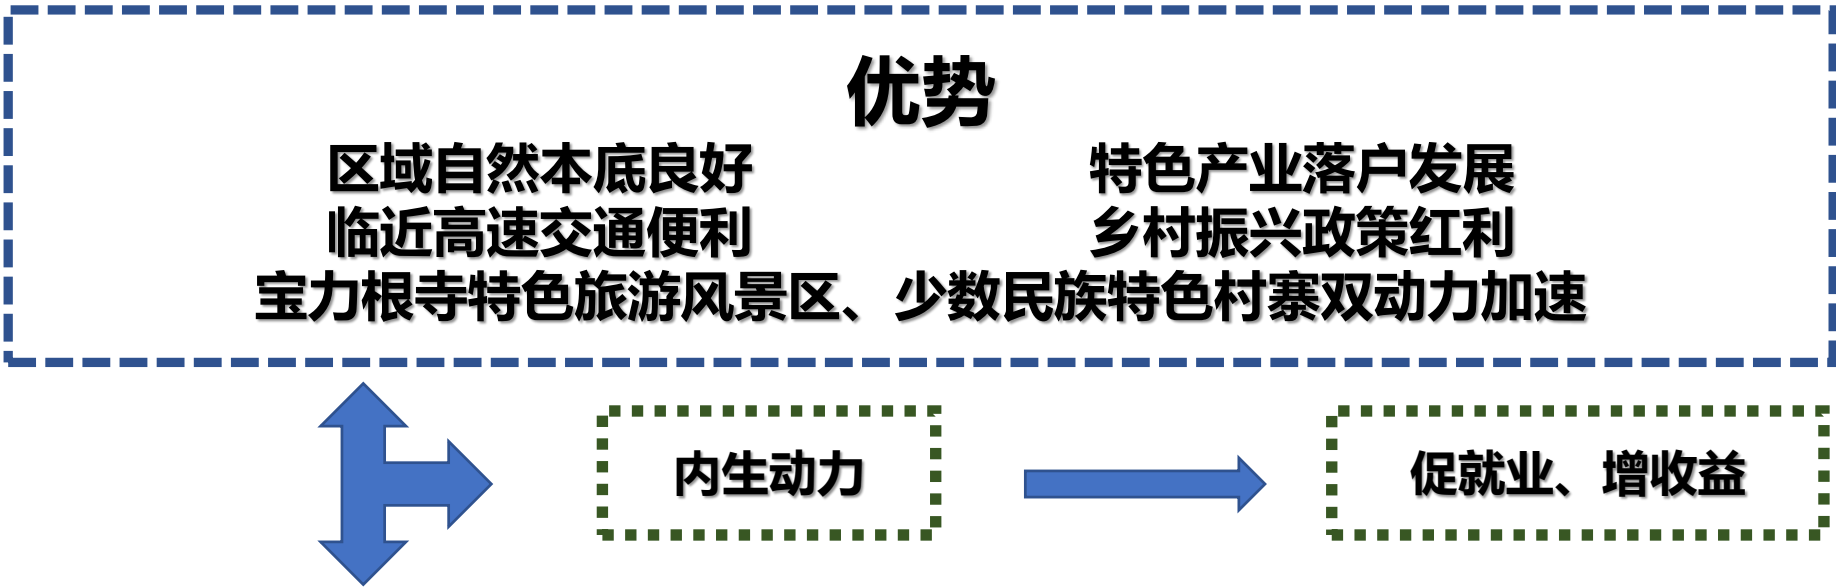 优势
区域自然本底良好 特色产业落户发展
临近高速交通便利 乡村振兴政策红利
宝力根寺特色旅游风景区、少数民族特色村寨双动力加速
内生动力 促就业、增收益